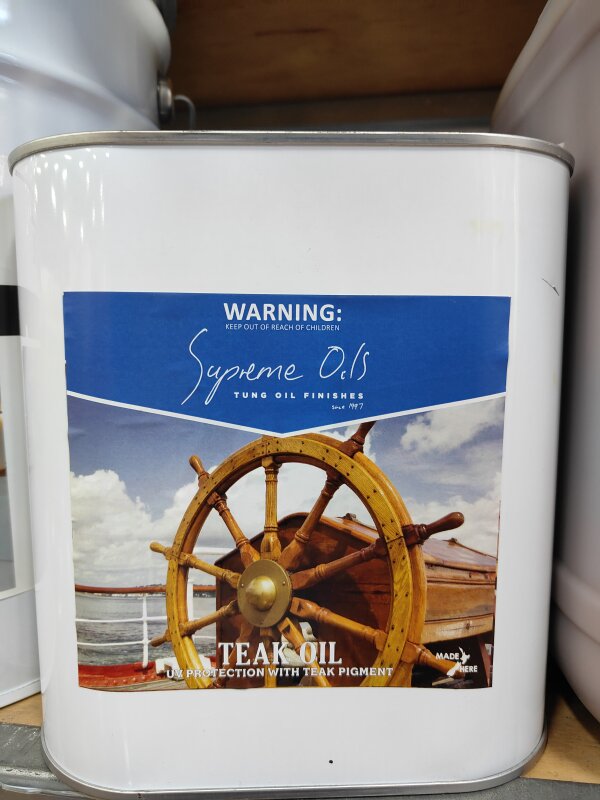 WARNING:
KEEP OUT OF REACH OF CHILDREN
Supreme Oils
TUNG OIL FINISHES
since 1997
TEAK OIL
UV PROTECTION WITH TEAK PIGMENT
MADE
HERE